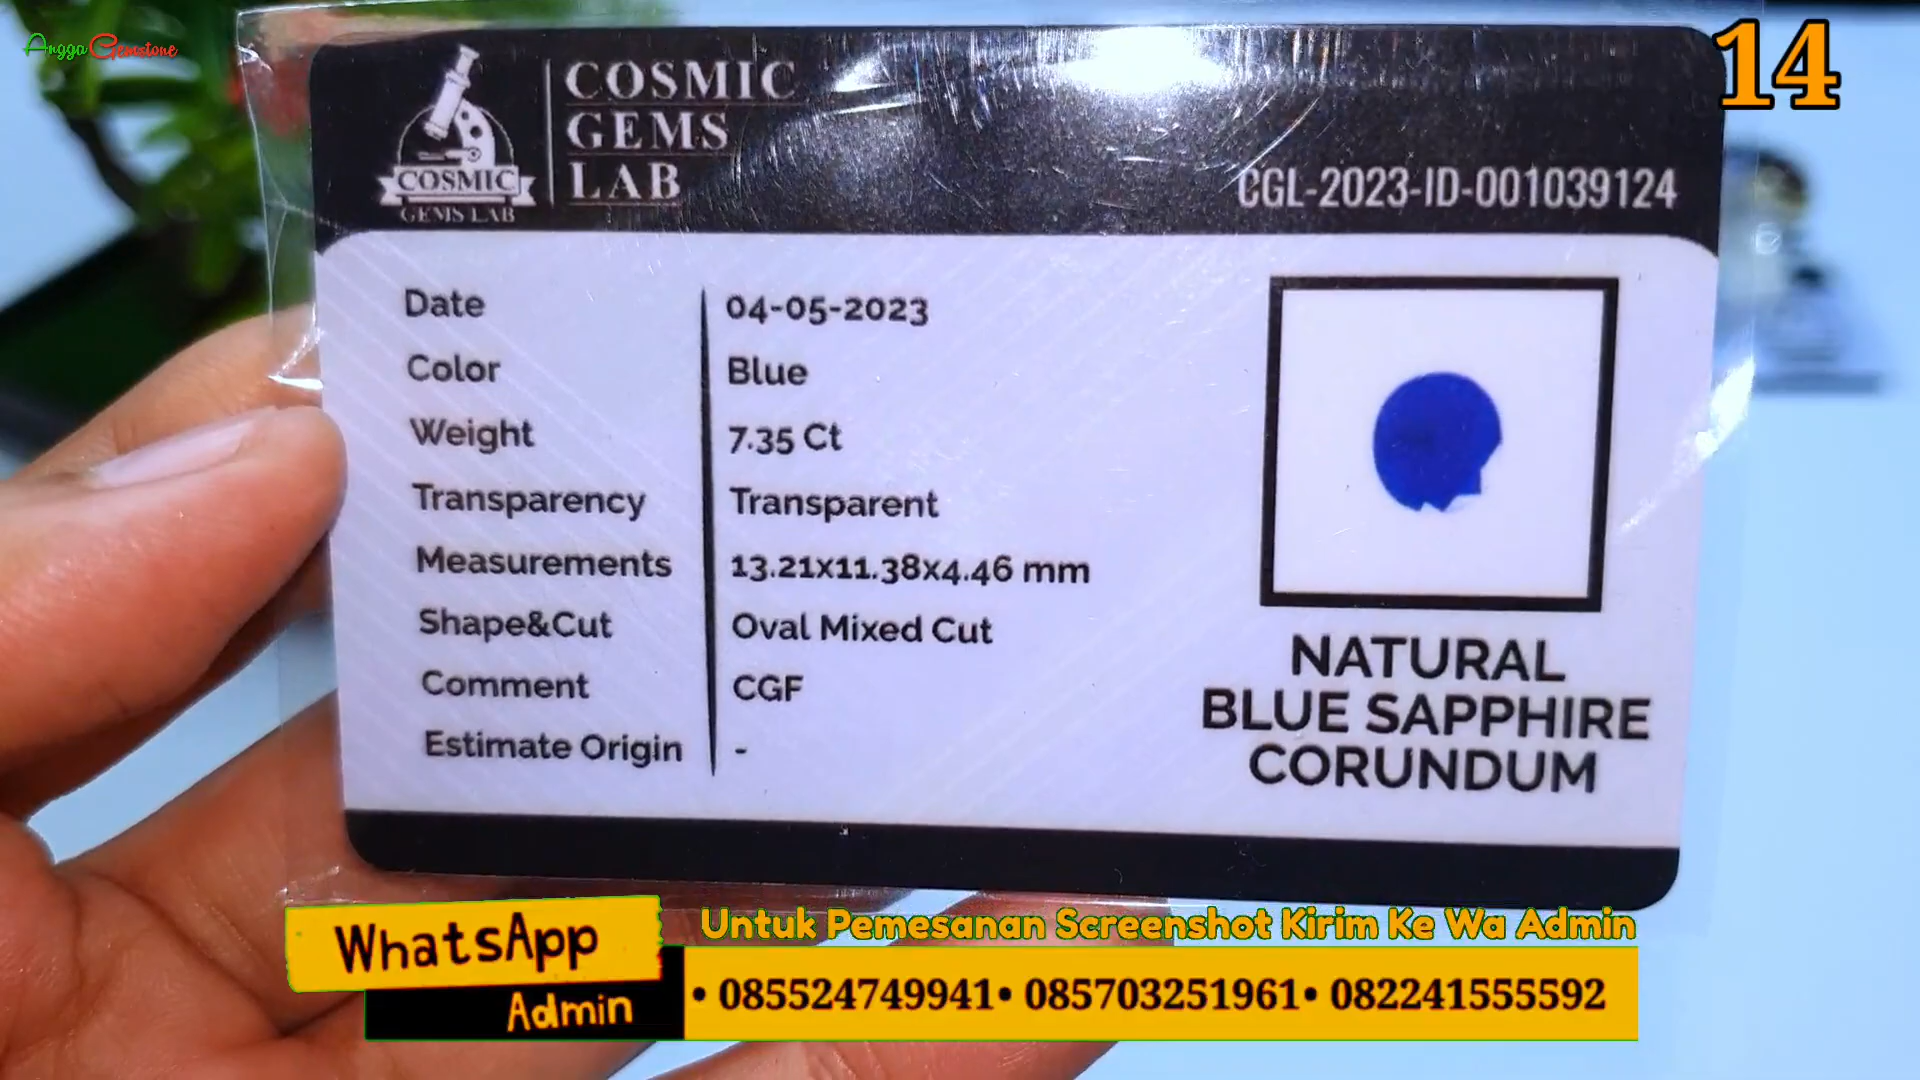 Angga Gemstone
14
COSMIC
GEMS
LAB
COSMIC
GEMS LAB
CGL-2023-ID-001039124
Date 04-05-2023
Color Blue
Weight 7.35 Ct
Transparency Transparent
Measurements 13.21x11.38x4.46 mm
Shape&Cut Oval Mixed Cut
Comment CGF
Estimate Origin -
NATURAL
BLUE SAPPHIRE
CORUNDUM
WhatsApp
Admin
Untuk Pemesanan Screenshot Kirim Ke Wa Admin
• 085524749941• 085703251961• 082241555592